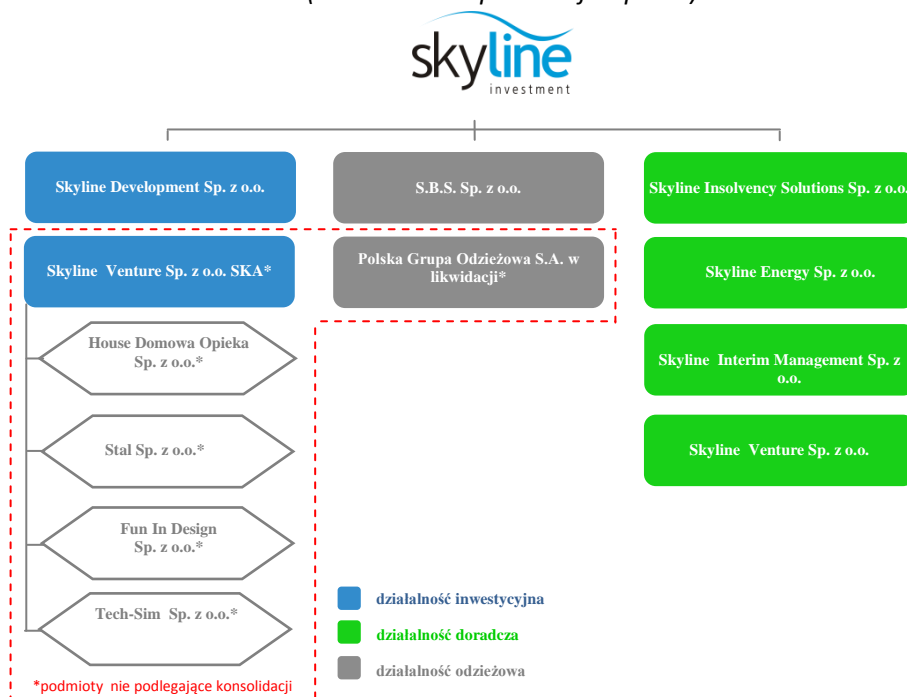 skyline
investment
Skyline Development Sp. z o.o.
S.B.S. Sp. z o.o.
Skyline Insolvency Solutions Sp. z o.o.
Skyline Venture Sp. z o.o. SKA*
Polska Grupa Odzieżowa S.A. w
likwidacji*
Skyline Energy Sp. z o.o.
House Domowa Opieka
Sp. z o.o.*
Skyline Interim Management Sp. z
o.o.
Stal Sp. z o.o.*
Skyline Venture Sp. z o.o.
Fun In Design
Sp. z o.o.*
Tech-Sim Sp. z o.o.*
działalność inwestycyjna
działalność doradcza
działalność odzieżowa
*podmioty nie podlegające konsolidacji